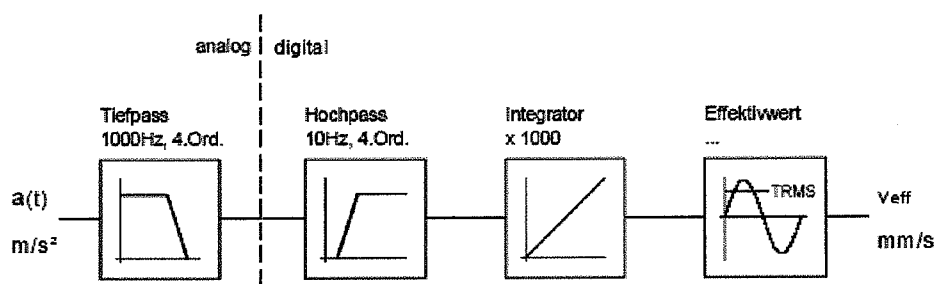 analog digital
Tiefpass
1000Hz, 4.Ord.
Hochpass
10Hz, 4.Ord.
Integrator
x 1000
Effektivwert
...
a(t)
m/s²
TRMS
veff
mm/s